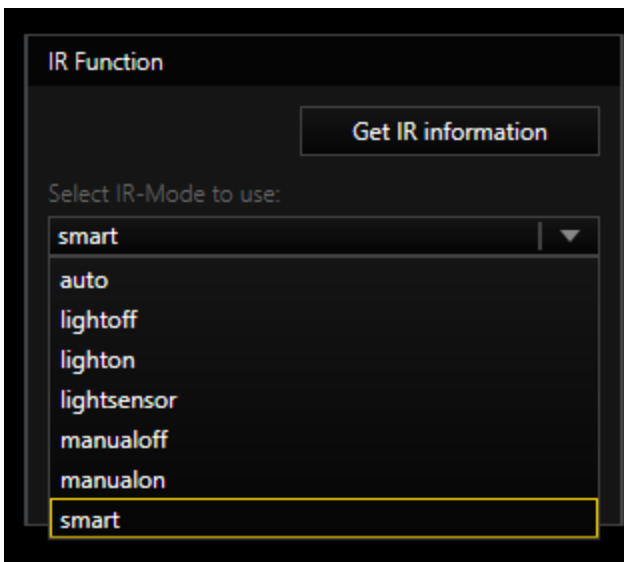 IR Function
Get IR information
Select IR-Mode to use:
smart
auto
lightoff
lighton
lightsensor
manualoff
manualon
smart